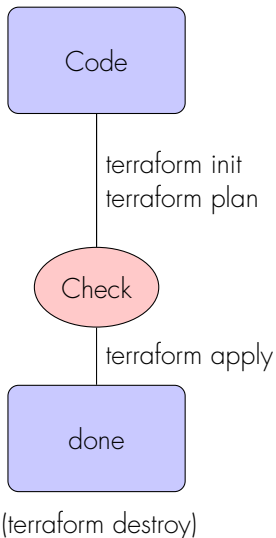 Code
terraform init
terraform plan
Check
terraform apply
done
(terraform destroy)